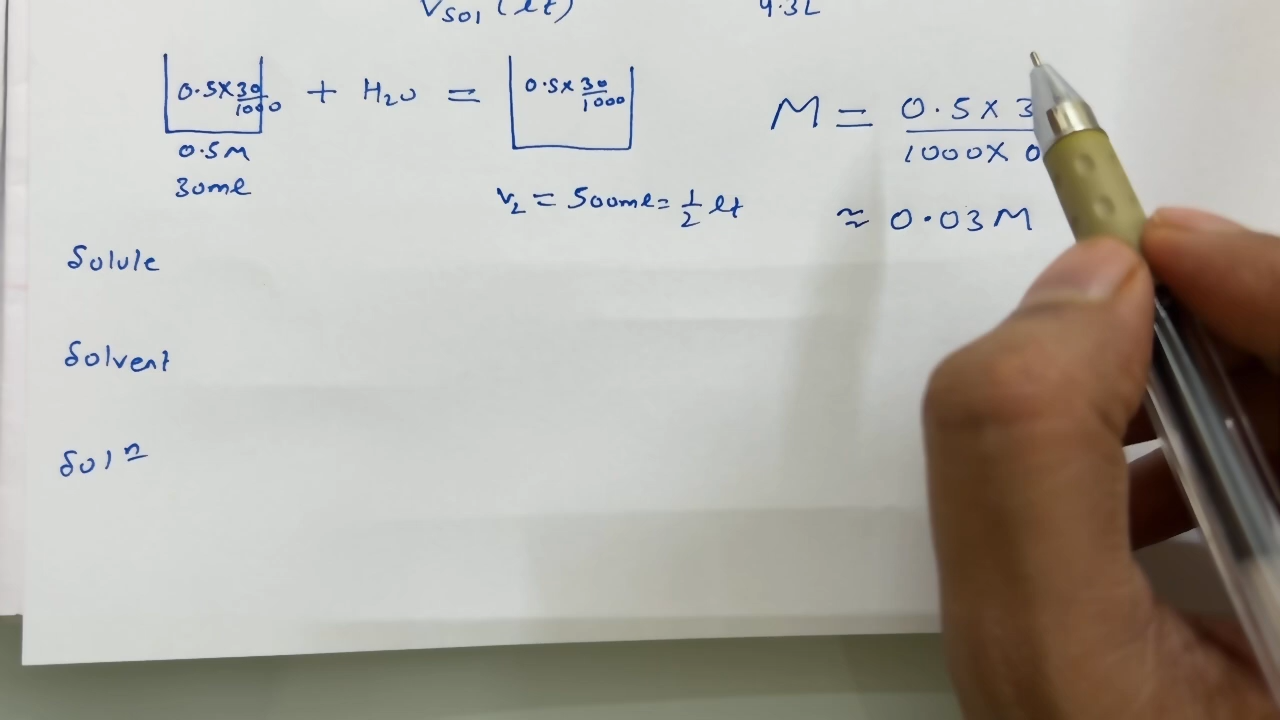 Vsol (lt) 4.3L
0.5×30/1000 + H2O = 0.5×30/1000
0.5M
30ml
V2 = 500ml = 1/2 lt
M = 0.5 × 3 / 1000 × 0
≈ 0.03 M
Solute
Solvent
Soln